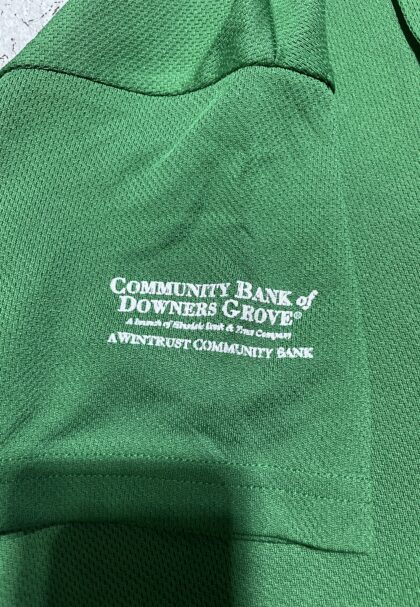 COMMUNITY BANK of
DOWNERS GROVE®
A branch of Hinsdale Bank & Trust Company
A WINTRUST COMMUNITY BANK